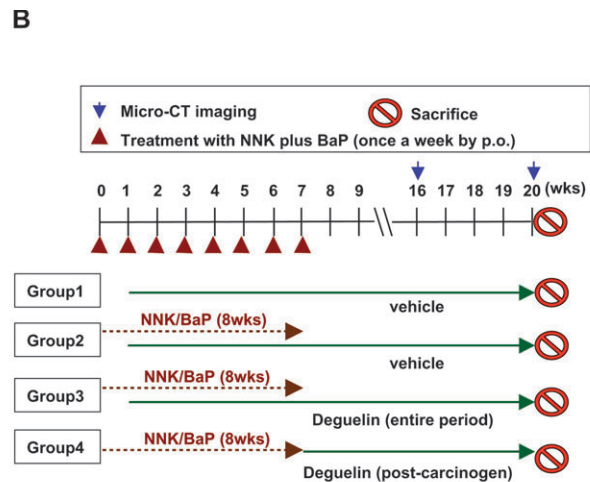 B
Micro-CT imaging
Sacrifice
Treatment with NNK plus BaP (once a week by p.o.)
0 1 2 3 4 5 6 7 8 9 16 17 18 19 20 (wks)
Group1
vehicle
NNK/BaP (8wks)
Group2
vehicle
NNK/BaP (8wks)
Group3
Deguelin (entire period)
NNK/BaP (8wks)
Group4
Deguelin (post-carcinogen)